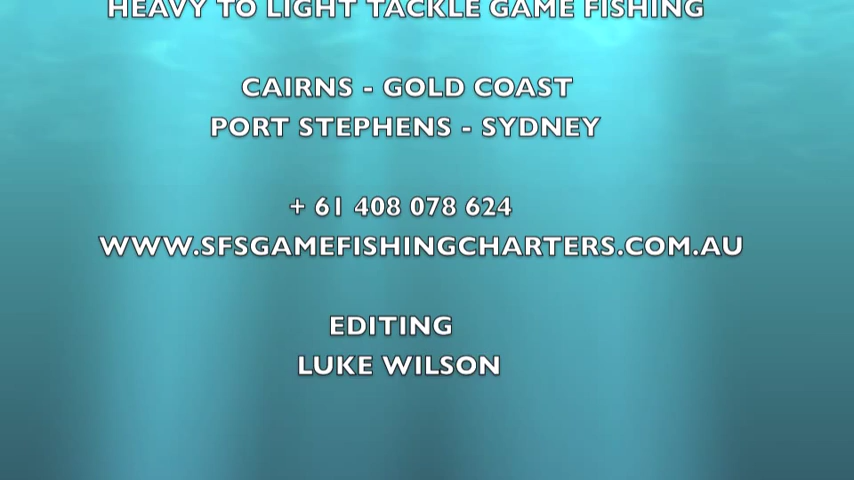 HEAVY TO LIGHT TACKLE GAME FISHING
CAIRNS - GOLD COAST
PORT STEPHENS - SYDNEY
+ 61 408 078 624
WWW.SFSGAMEFISHINGCHARTERS.COM.AU
EDITING
LUKE WILSON